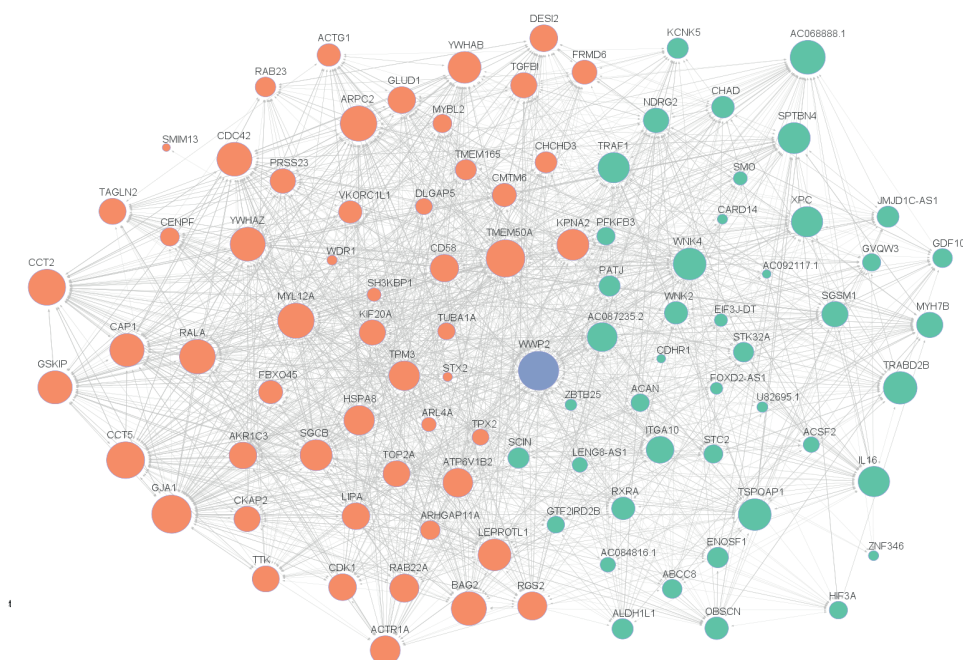 DESI2
KCNK5
AC068888.1
ACTG1
YWHAB
TGFBI
FRMD6
RAB23
GLUD1
CHAD
ARPC2
MYBL2
NDRG2
SPTBN4
SMIM13
CDC42
CHCHD3
TRAF1
PRSS23
TMEM165
SMO
TAGLN2
VKORC1L1
DLGAP5
CMTM6
CARD14
XPC
JMJD1C-AS1
CENPF
YWHAZ
WDR1
CD58
TMEM50A
KPNA2
PFKFB3
WNK4
AC092117.1
GVQW3
GDF10
CCT2
SH3KBP1
PATJ
MYL12A
KIF20A
TUBA1A
AC087235.2
WNK2
EIF3J-DT
SGSM1
MYH7B
CAP1
RALA
STK32A
GSKIP
FBXO45
TPM3
STX2
WWP2
CDHR1
FOXD2-AS1
TRABD2B
HSPA8
ARL4A
ZBTB25
ACAN
U82695.1
CCT5
AKR1C3
SGCB
TPX2
SCIN
ITGA10
STC2
ACSF2
TOP2A
ATP6V1B2
LENG8-AS1
IL16
GJA1
CKAP2
LIPA
ARHGAP11A
GTF2IRD2B
RXRA
TSPOAP1
TTK
CDK1
RAB22A
LEPROTL1
AC084816.1
ENOSF1
ZNF346
BAG2
RGS2
ABCC8
HIF3A
ACTR1A
ALDH1L1
OBSCN